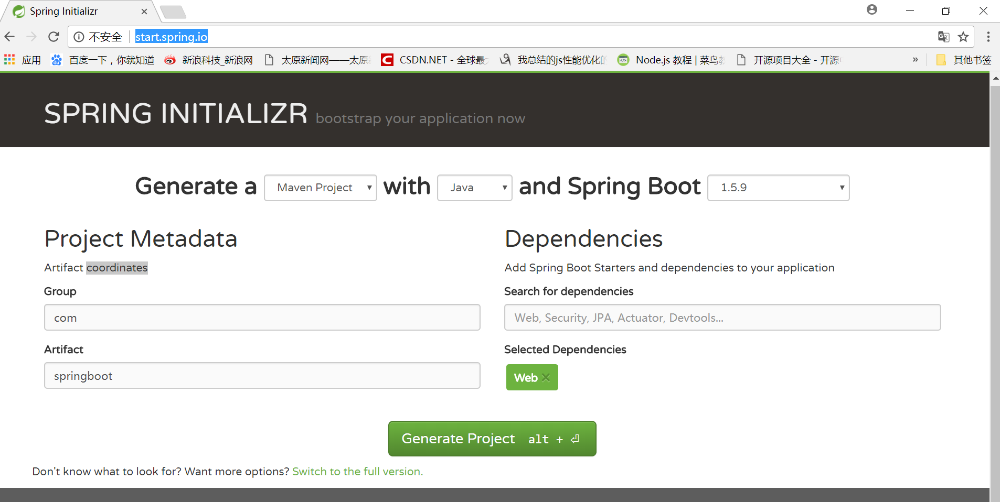 Spring Initializr
不安全 start.spring.io
应用 百度一下，你就知道 新浪科技_新浪网 太原新闻网——太原 CSDN.NET - 全球最 我总结的js性能优化的 Node.js 教程 | 菜鸟教 开源项目大全 - 开源中 » 其他书签
SPRING INITIALIZR bootstrap your application now
Generate a Maven Project with Java and Spring Boot 1.5.9
Project Metadata
Artifact coordinates
Group
com
Artifact
springboot
Dependencies
Add Spring Boot Starters and dependencies to your application
Search for dependencies
Web, Security, JPA, Actuator, Devtools...
Selected Dependencies
Web
Generate Project alt + ⏎
Don't know what to look for? Want more options? Switch to the full version.